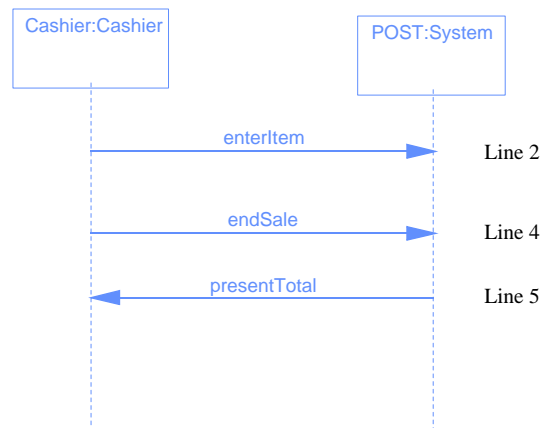 Cashier:Cashier
POST:System
enterItem
Line 2
endSale
Line 4
presentTotal
Line 5